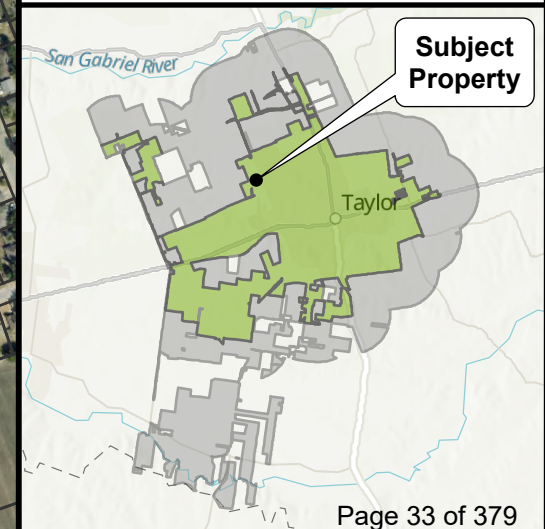 San Gabriel River
Subject
Property
Taylor
Page 33 of 379